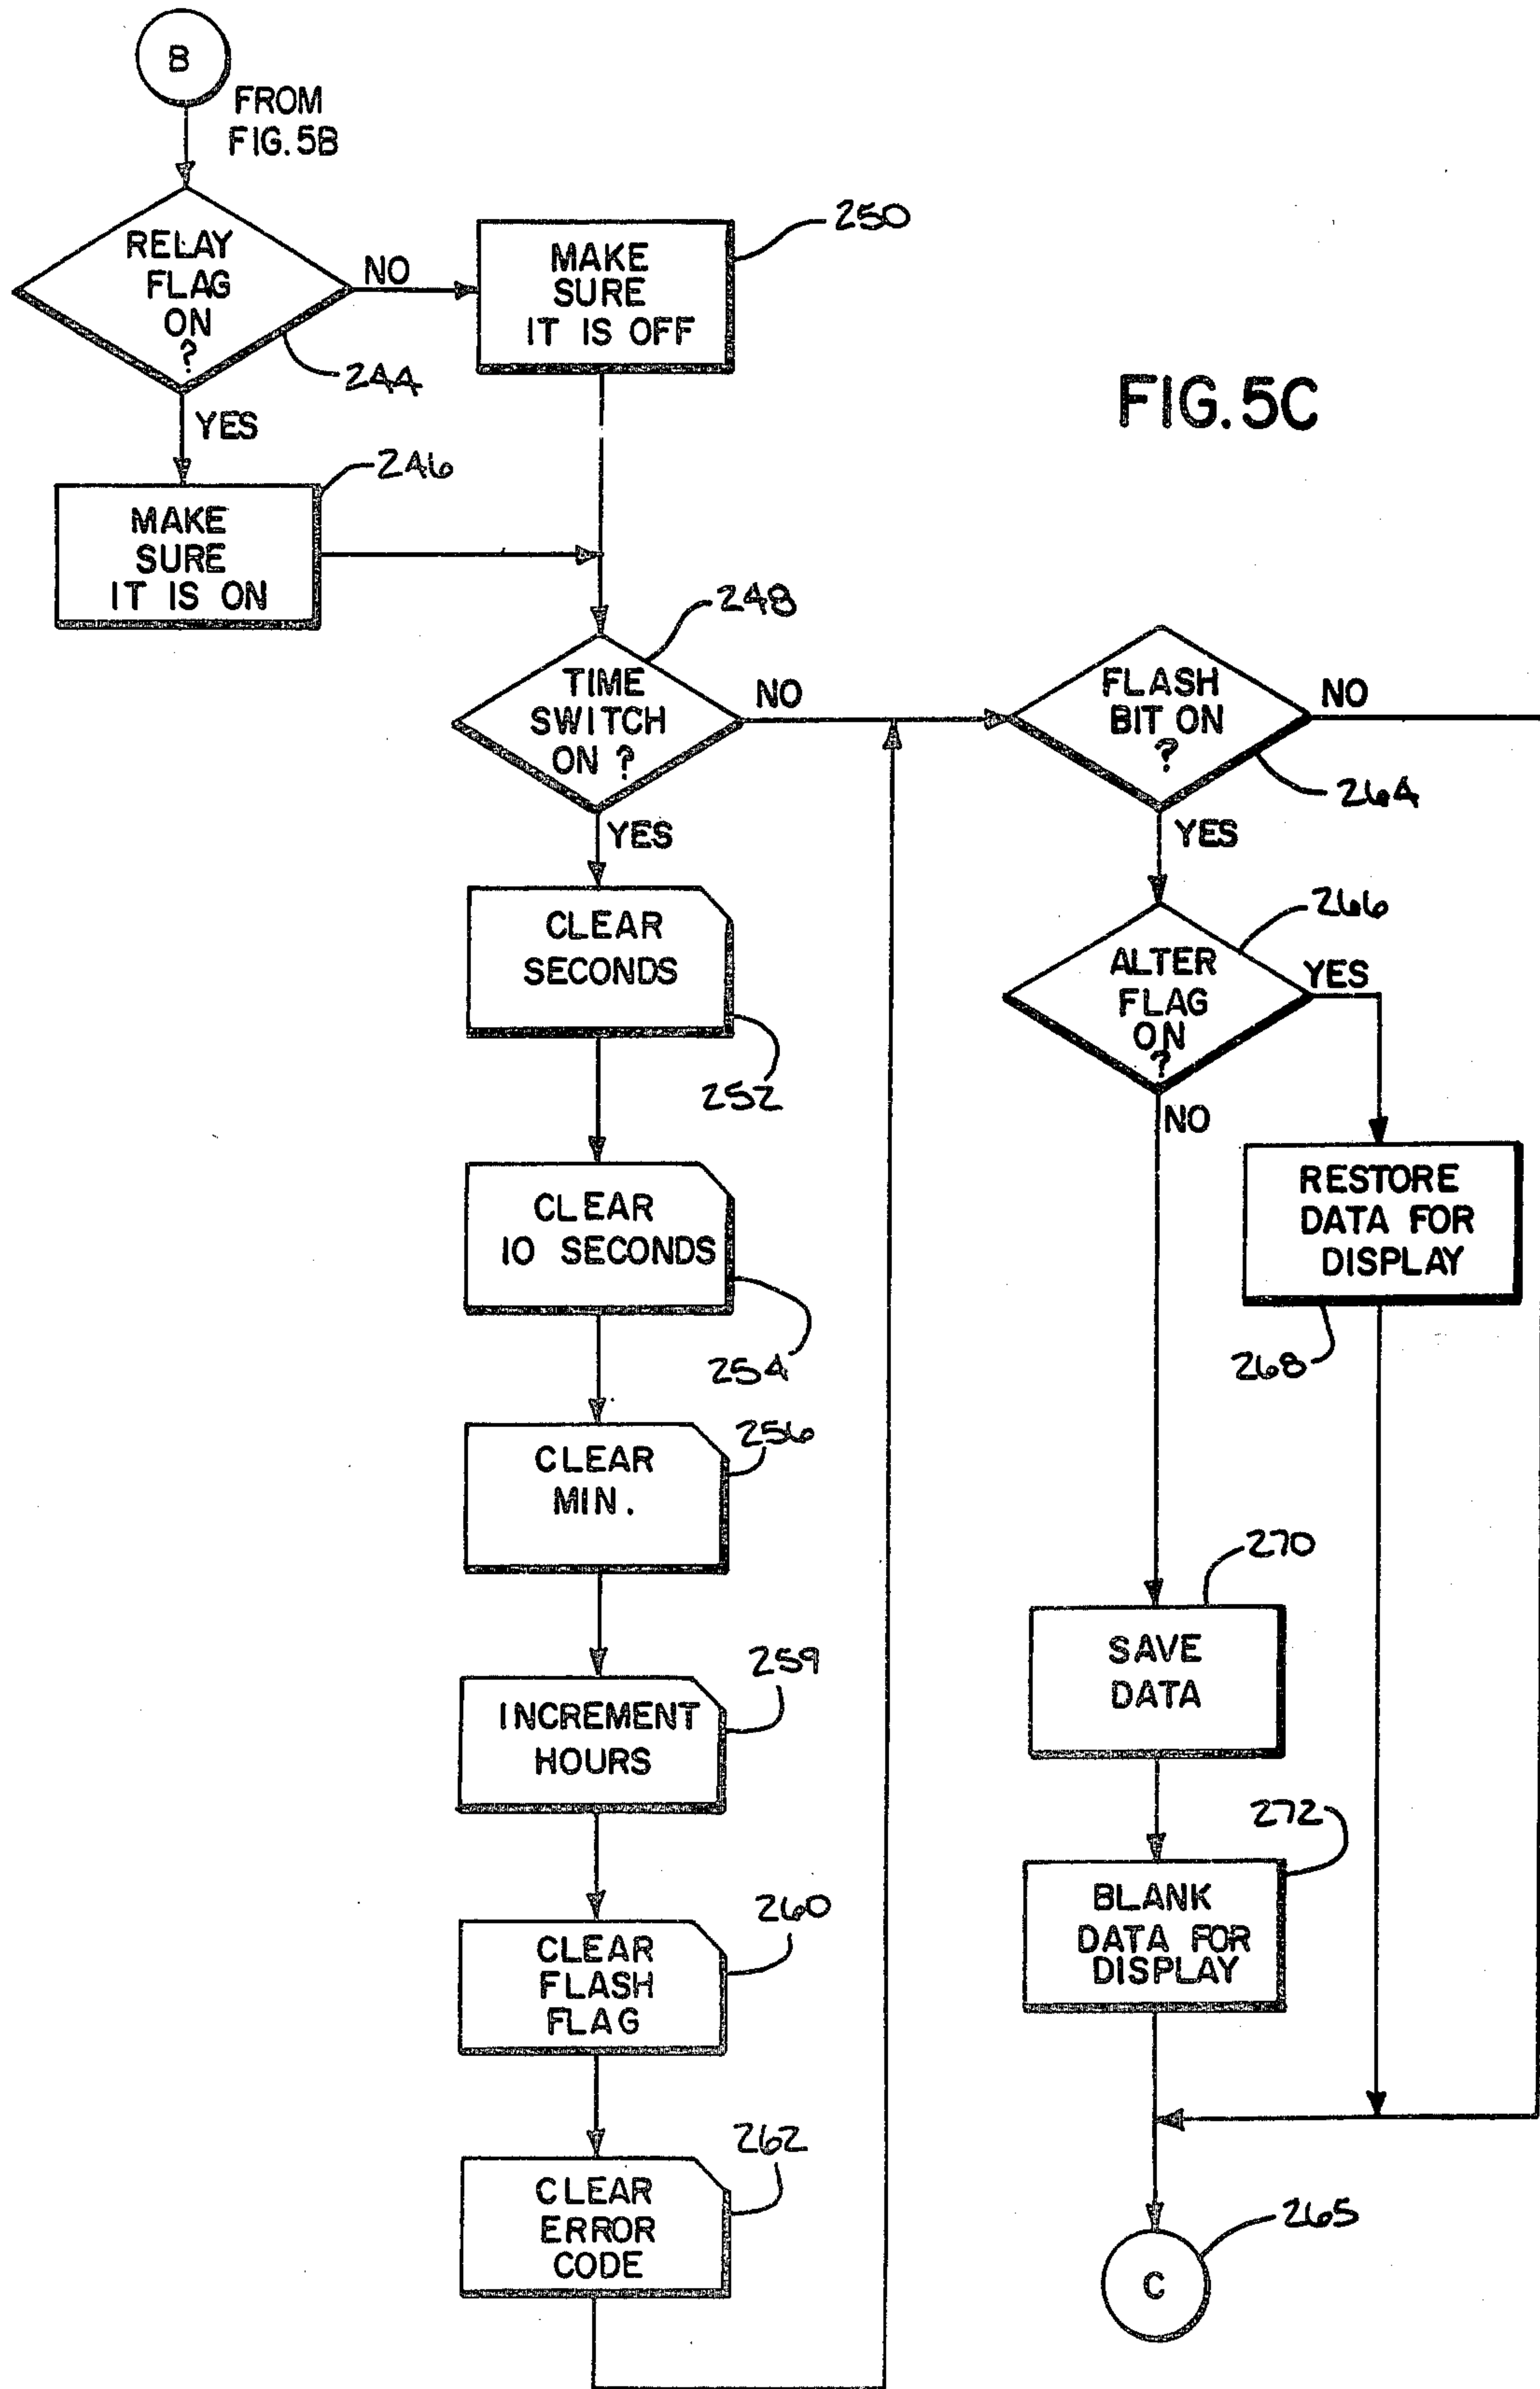 B
FROM
FIG. 5B
RELAY
FLAG
ON
?
NO
244
YES
MAKE
SURE
IT IS OFF
250
FIG. 5C
246
MAKE
SURE
IT IS ON
248
TIME
SWITCH
ON ?
NO
YES
FLASH
BIT ON
?
NO
264
YES
CLEAR
SECONDS
252
266
ALTER
FLAG
ON
?
YES
NO
CLEAR
10 SECONDS
254
RESTORE
DATA FOR
DISPLAY
268
CLEAR
MIN.
256
270
SAVE
DATA
INCREMENT
HOURS
259
272
BLANK
DATA FOR
DISPLAY
CLEAR
FLASH
FLAG
260
CLEAR
ERROR
CODE
262
265
C